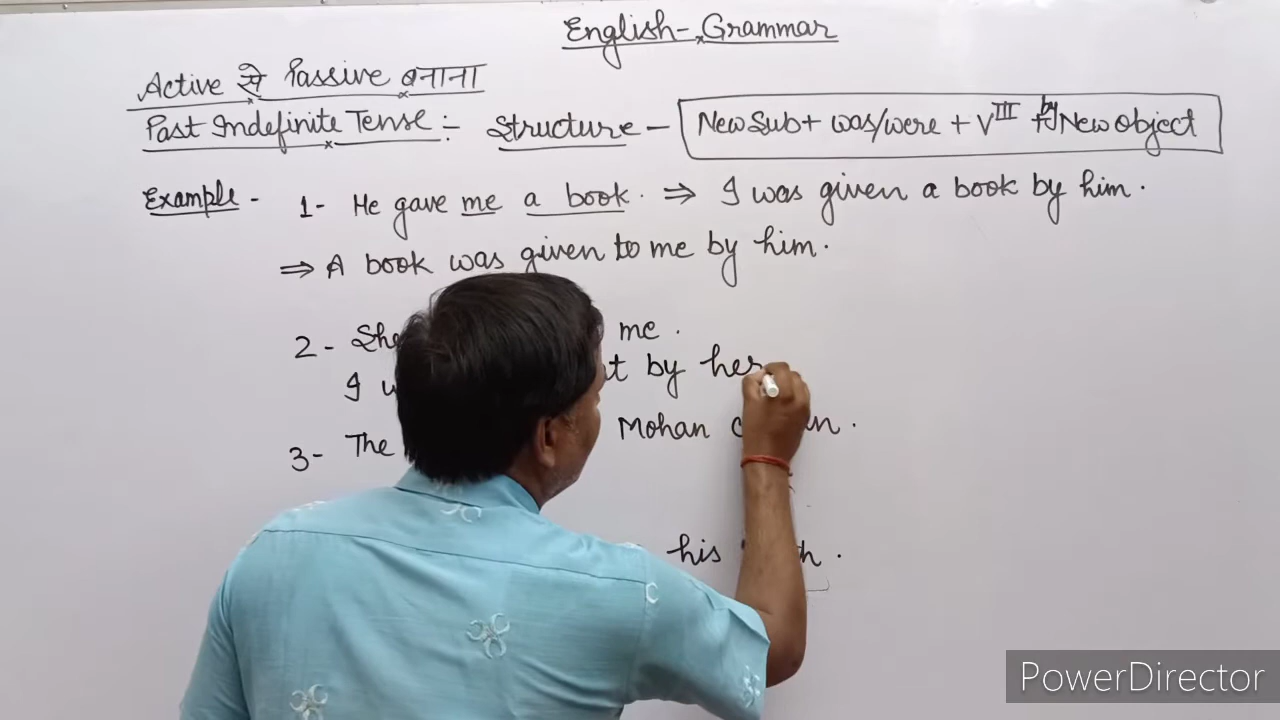 English-Grammar
Active से Passive बनाना
Past Indefinite Tense:- Structure - New Sub + was/were + V III + by New object
Example - 1- He gave me a book. ⇒ I was given a book by him.
⇒ A book was given to me by him.
2- She me.
I by her
3- The Mohan
his
PowerDirector